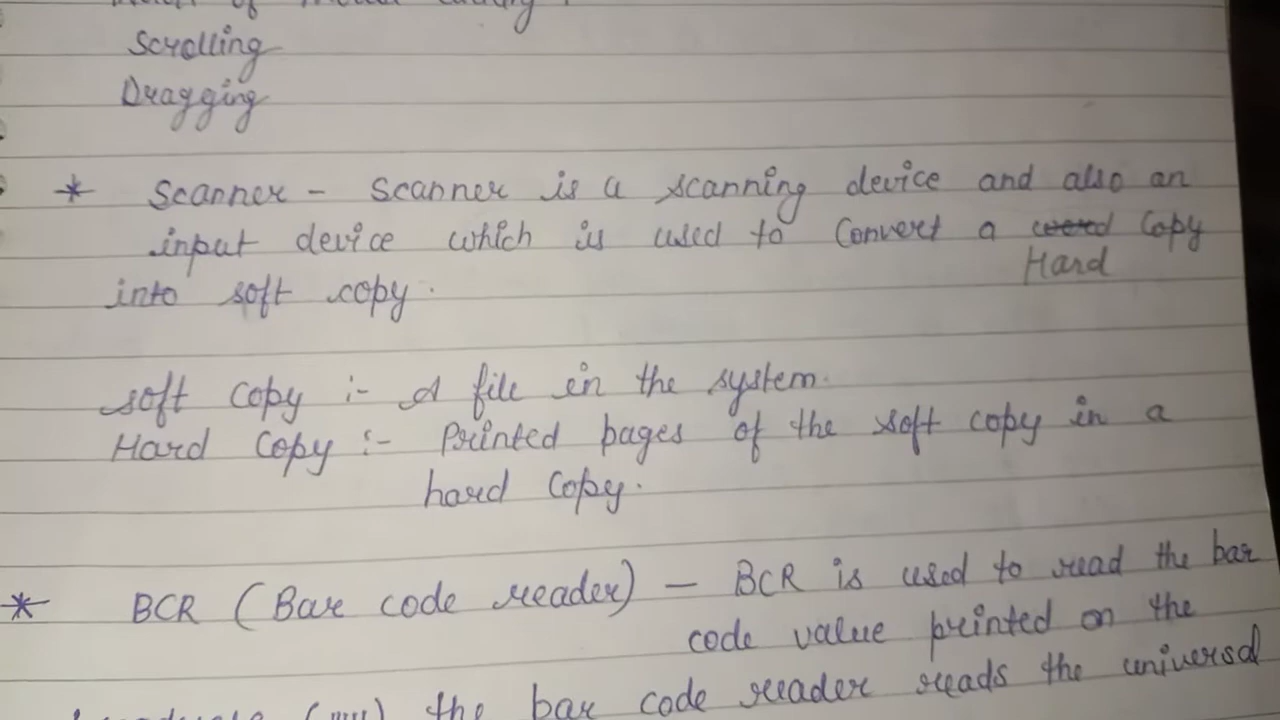 Scrolling
Dragging
* Scanner - Scanner is a scanning device and also an
input device which is used to Convert a Copy
Hard
into soft copy.
soft copy :- A file in the system.
Hard Copy :- Printed pages of the soft copy in a
hard copy.
* BCR (Bar code reader) - BCR is used to read the bar
code value printed on the
the bar code reader reads the universal